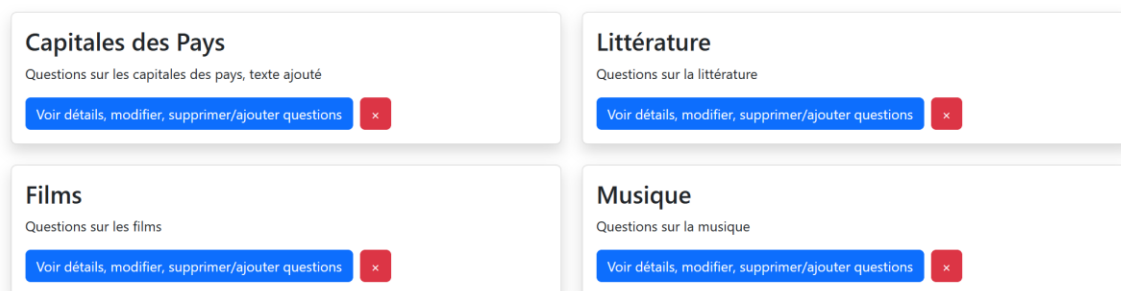 Capitales des Pays
Questions sur les capitales des pays, texte ajouté
Voir détails, modifier, supprimer/ajouter questions ×
Littérature
Questions sur la littérature
Voir détails, modifier, supprimer/ajouter questions ×
Films
Questions sur les films
Voir détails, modifier, supprimer/ajouter questions ×
Musique
Questions sur la musique
Voir détails, modifier, supprimer/ajouter questions ×